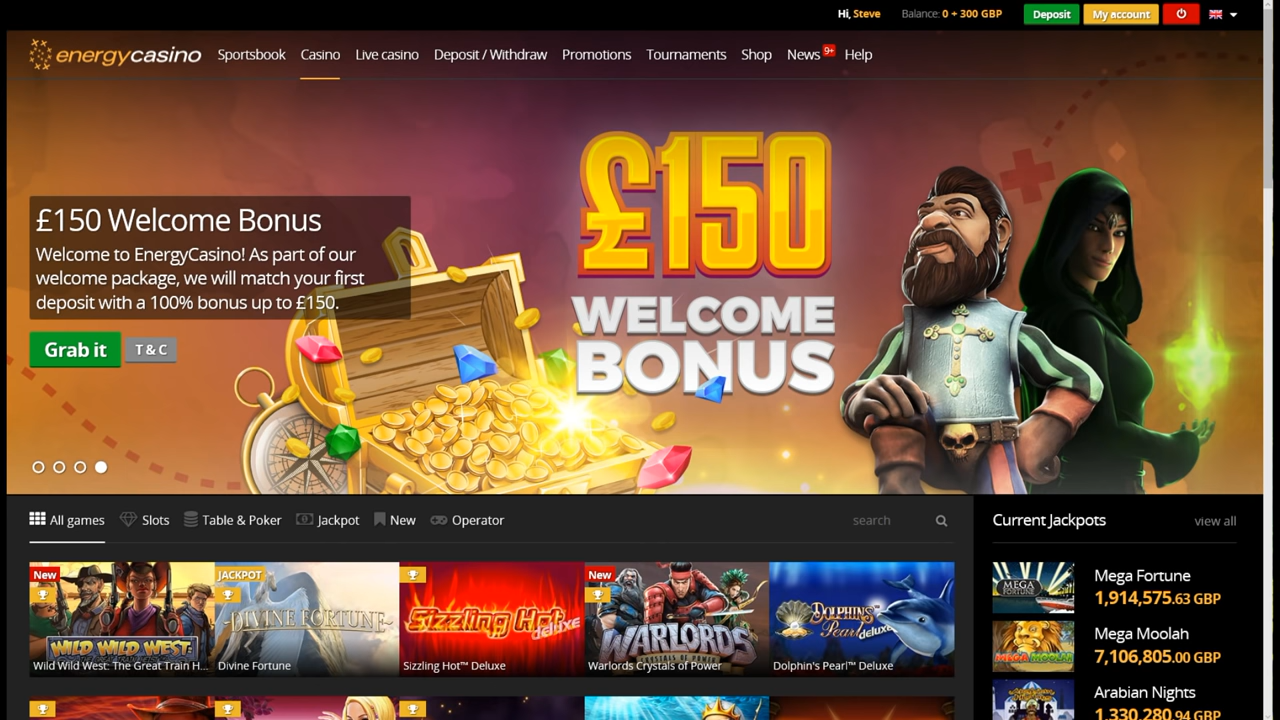 Hi, Steve Balance: 0 + 300 GBP Deposit My account
energycasino Sportsbook Casino Live casino Deposit / Withdraw Promotions Tournaments Shop News 9+ Help
£150 Welcome Bonus
Welcome to EnergyCasino! As part of our
welcome package, we will match your first
deposit with a 100% bonus up to £150.
Grab it T & C
£150
WELCOME
BONUS
All games Slots Table & Poker Jackpot New Operator search
New
WILD WILD WEST:
Wild Wild West: The Great Train H...
JACKPOT
DIVINE FORTUNE
Divine Fortune
Sizzling Hot
deluxe
Sizzling Hot™ Deluxe
New
WARLORDS
CRYSTALS OF POWER
Warlords Crystals of Power
DOLPHIN'S
Pearl deluxe
Dolphin's Pearl™ Deluxe
Current Jackpots view all
MEGA
FORTUNE
Mega Fortune
1,914,575.63 GBP
MEGA MOOLAH
Mega Moolah
7,106,805.00 GBP
Arabian Nights
1,330,280.94 GBP